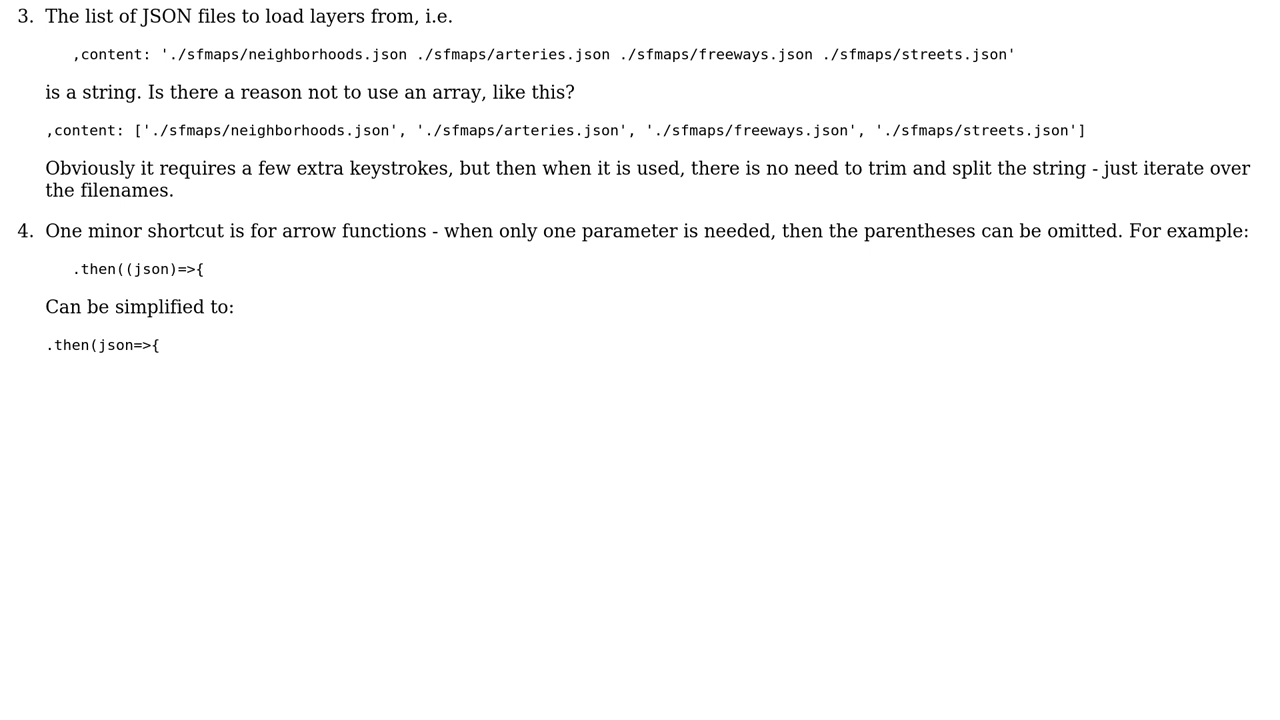 3. The list of JSON files to load layers from, i.e.
,content: './sfmaps/neighborhoods.json ./sfmaps/arteries.json ./sfmaps/freeways.json ./sfmaps/streets.json'
is a string. Is there a reason not to use an array, like this?
,content: ['./sfmaps/neighborhoods.json', './sfmaps/arteries.json', './sfmaps/freeways.json', './sfmaps/streets.json']
Obviously it requires a few extra keystrokes, but then when it is used, there is no need to trim and split the string - just iterate over
the filenames.
4. One minor shortcut is for arrow functions - when only one parameter is needed, then the parentheses can be omitted. For example:
.then((json)=>{
Can be simplified to:
.then(json=>{